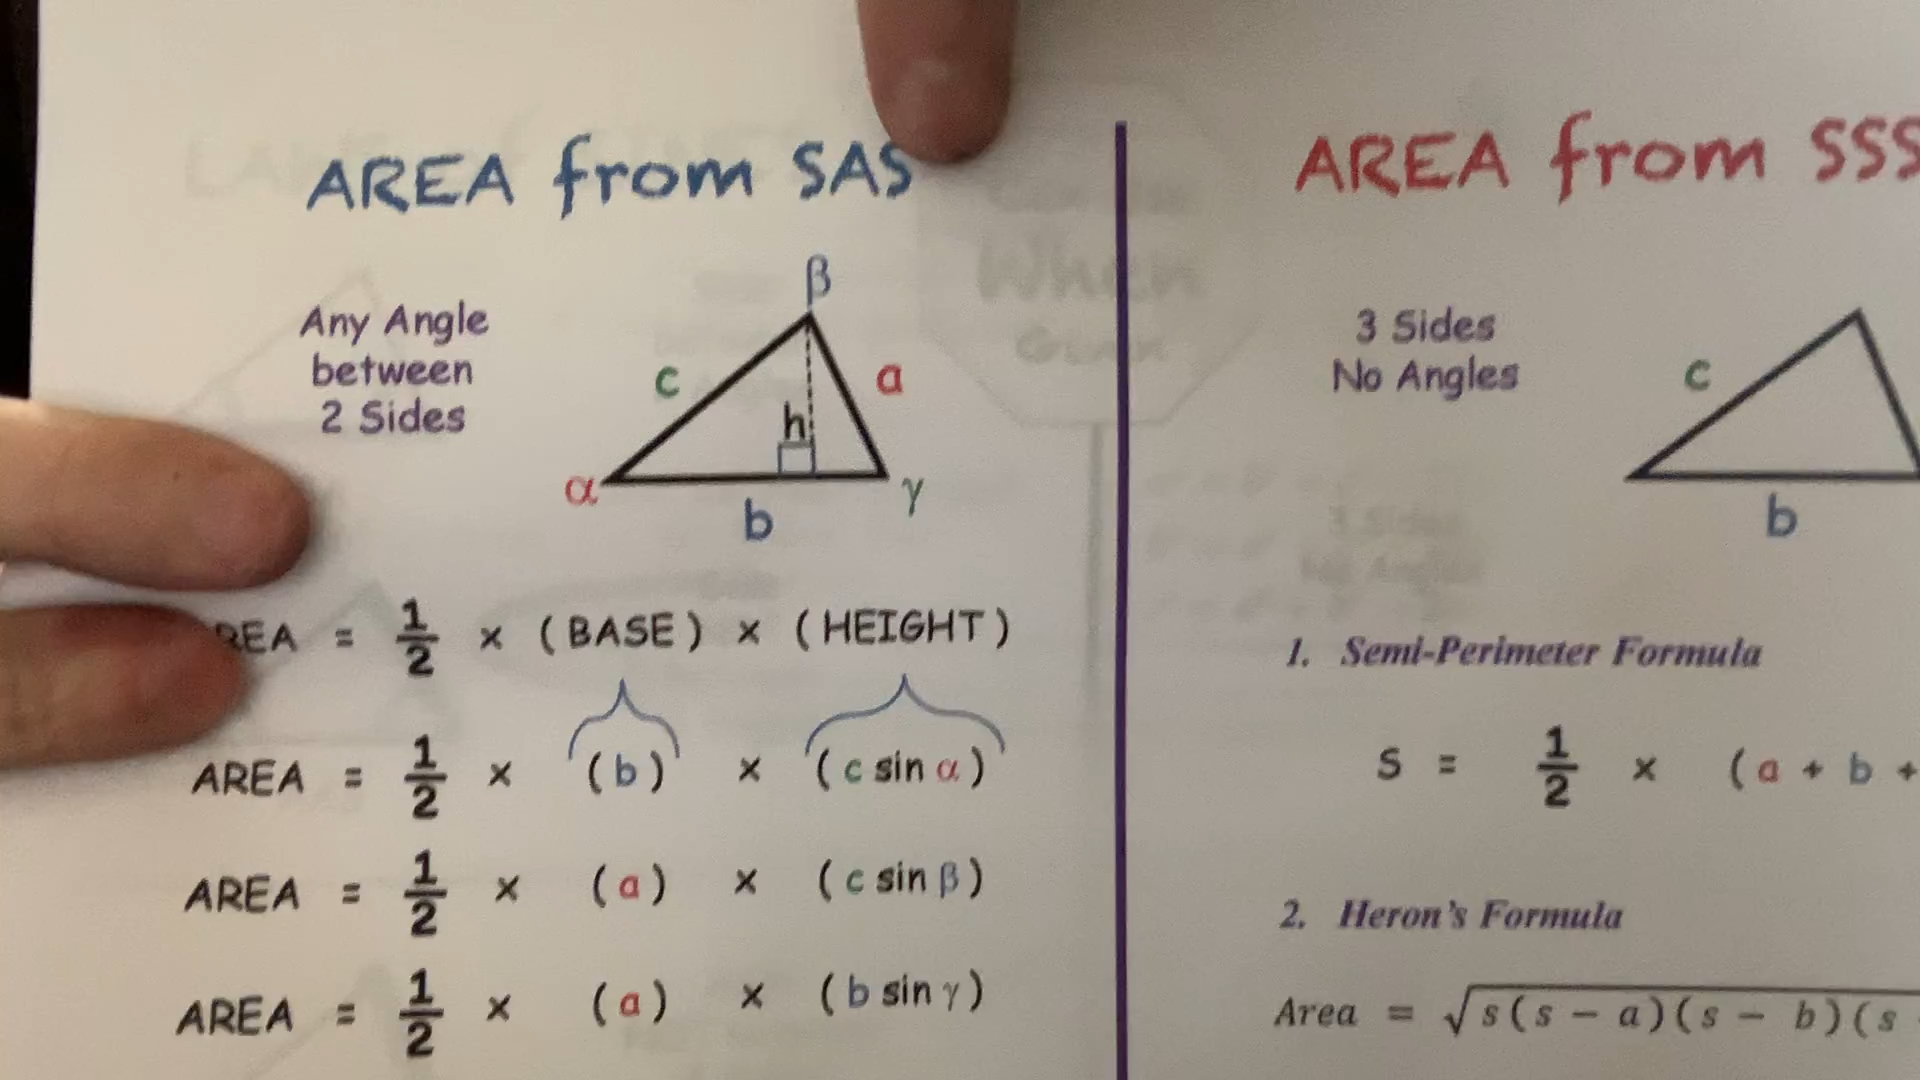 AREA from SAS
Any Angle
between
2 Sides
β
c
a
h
α
b
γ
REA = 1/2 × (BASE) × (HEIGHT)
AREA = 1/2 × (b) × (c sin α)
AREA = 1/2 × (a) × (c sin β)
AREA = 1/2 × (a) × (b sin γ)
AREA from SSS
3 Sides
No Angles
c
b
1. Semi-Perimeter Formula
S = 1/2 × (a + b +
2. Heron's Formula
Area = √s(s − a)(s − b)(s